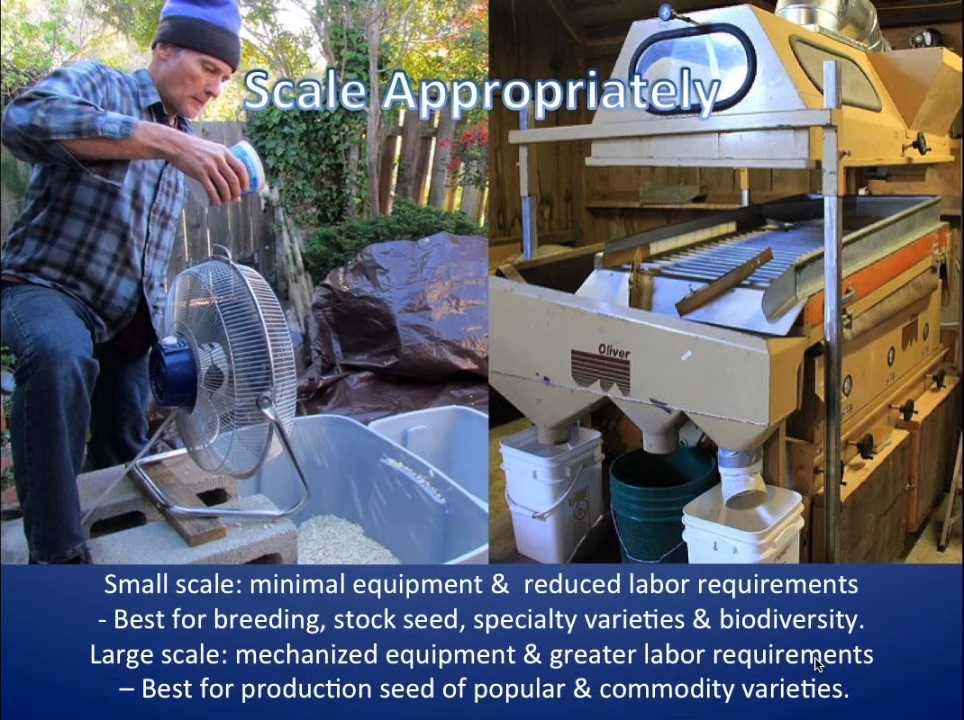 Scale Appropriately
Oliver
Small scale: minimal equipment &  reduced labor requirements
- Best for breeding, stock seed, specialty varieties & biodiversity.
Large scale: mechanized equipment & greater labor requirements
– Best for production seed of popular & commodity varieties.